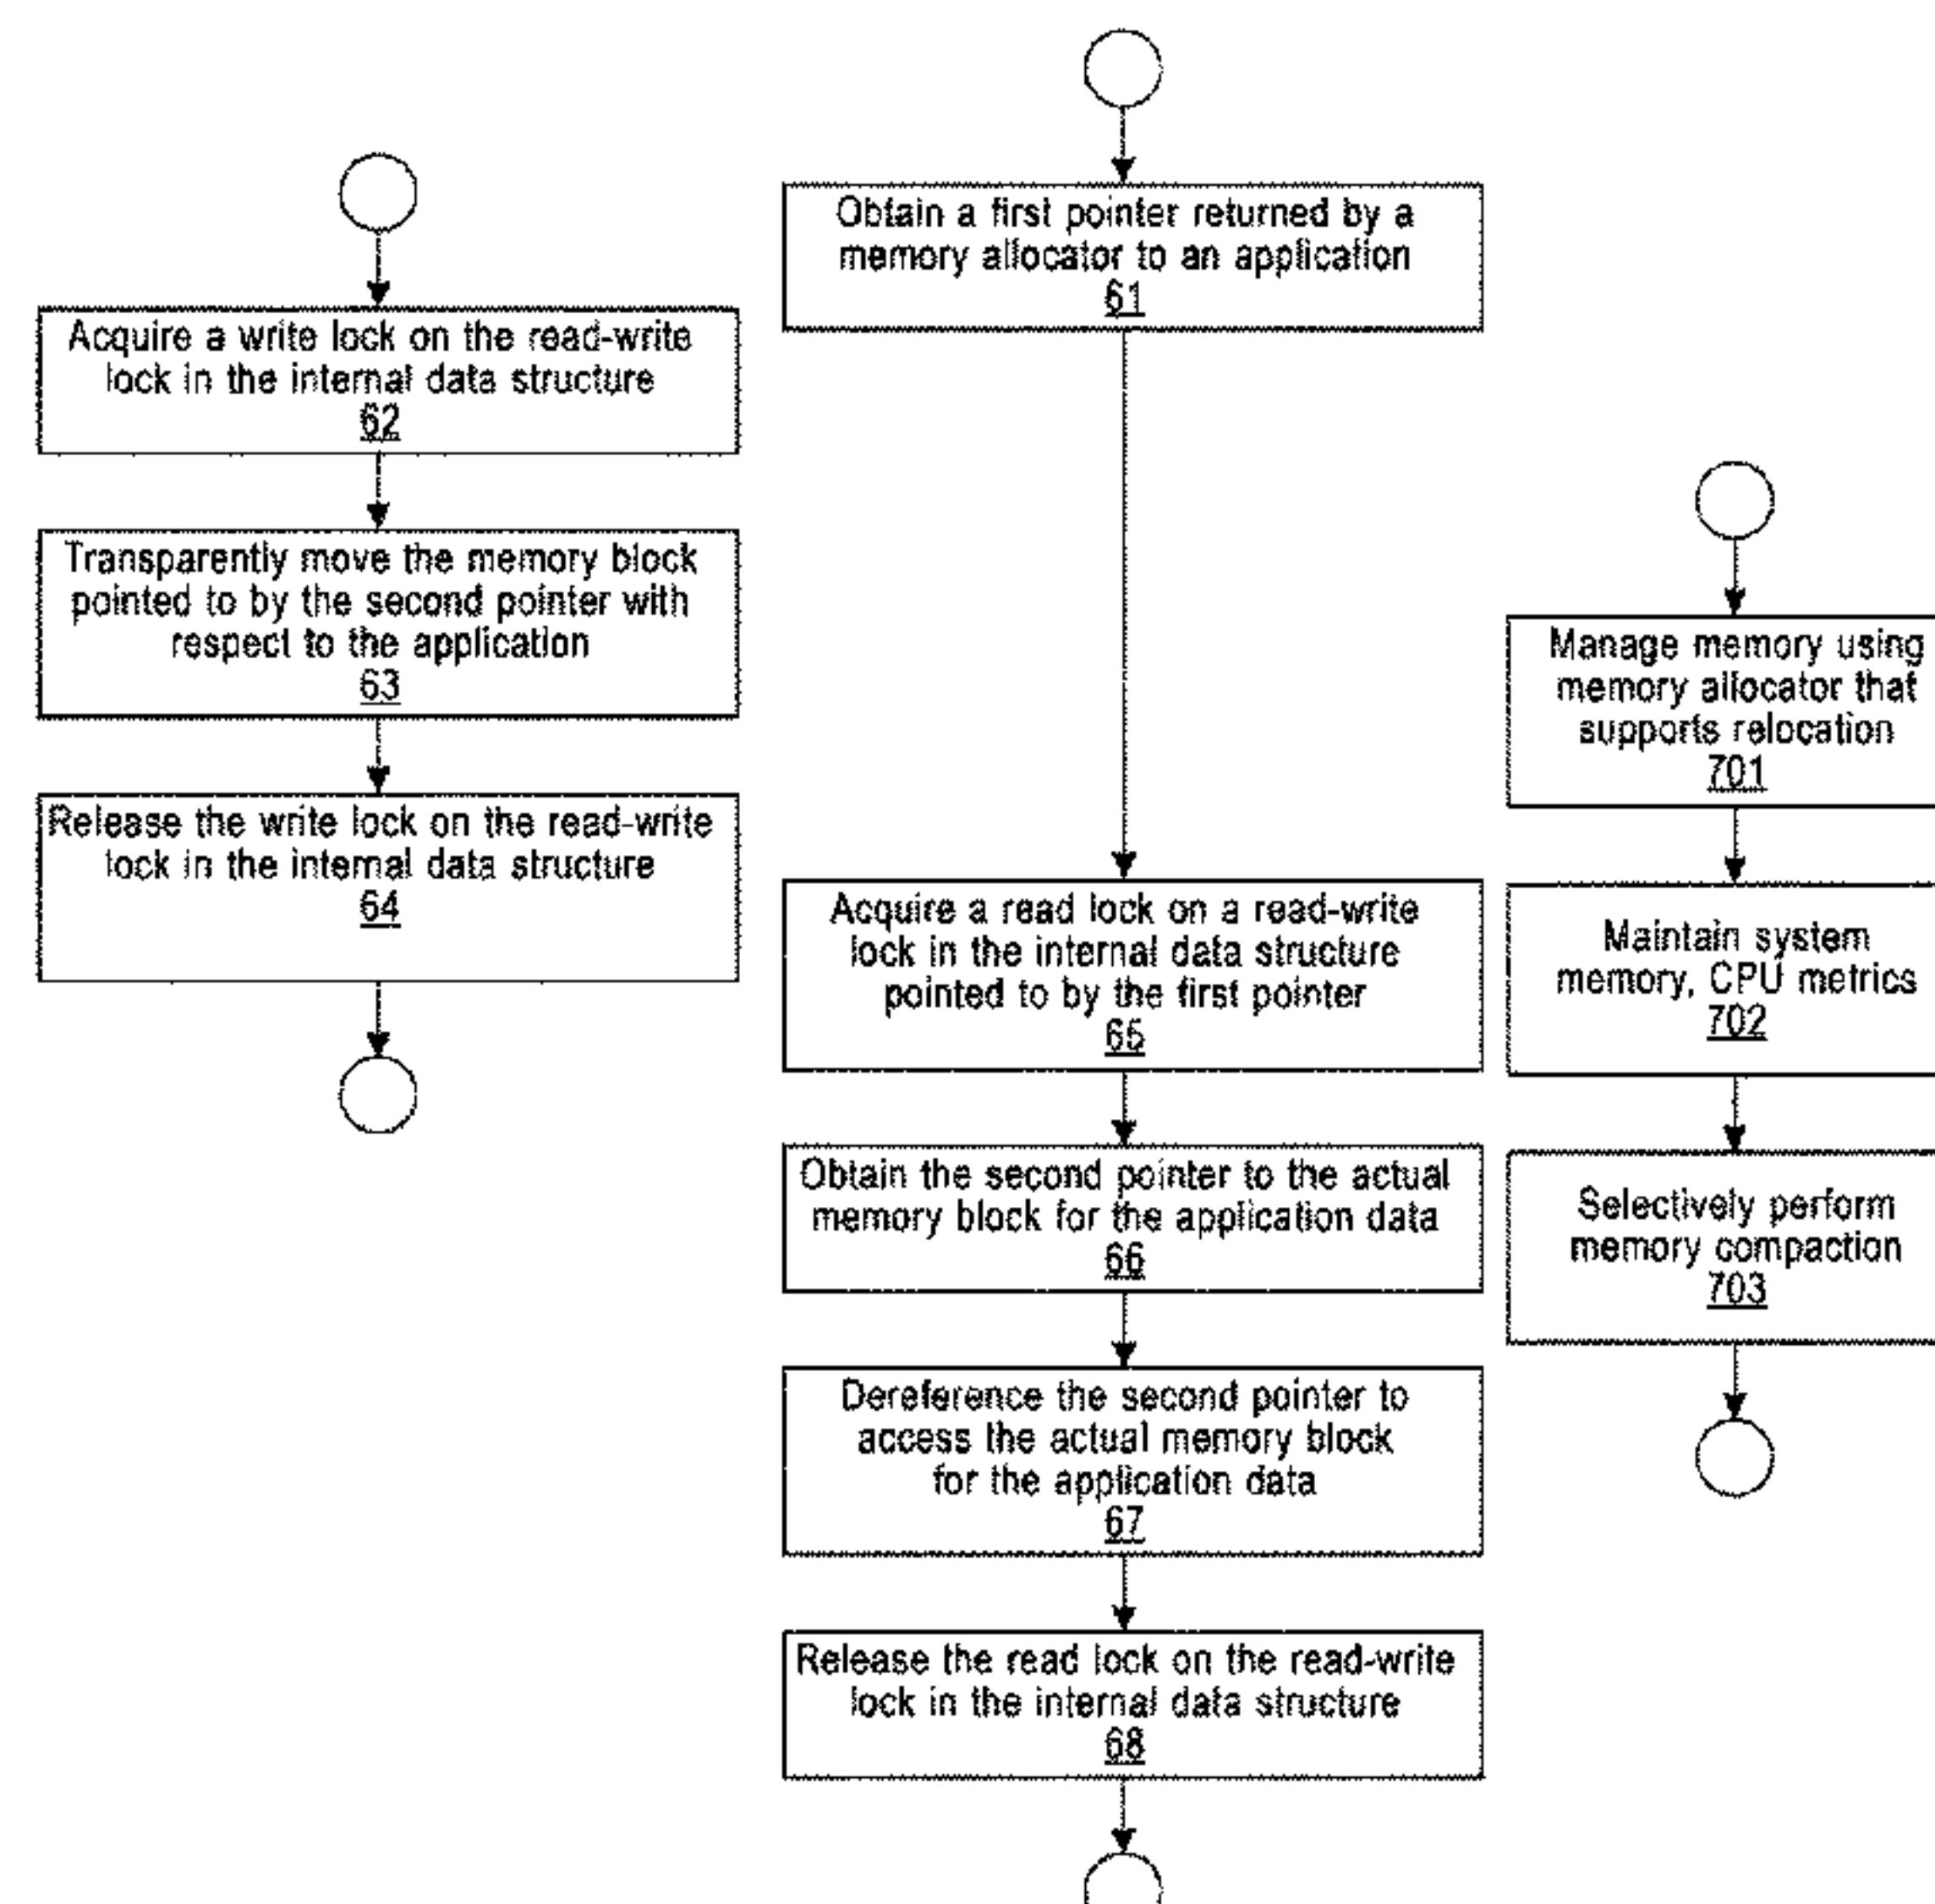 Acquire a write lock on the read-write
lock in the internal data structure
62
Transparently move the memory block
pointed to by the second pointer with
respect to the application
63
Release the write lock on the read-write
lock in the internal data structure
64
Obtain a first pointer returned by a
memory allocator to an application
61
Acquire a read lock on a read-write
lock in the internal data structure
pointed to by the first pointer
65
Obtain the second pointer to the actual
memory block for the application data
66
Dereference the second pointer to
access the actual memory block
for the application data
67
Release the read lock on the read-write
lock in the internal data structure
68
Manage memory using
memory allocator that
supports relocation
701
Maintain system
memory, CPU metrics
702
Selectively perform
memory compaction
703